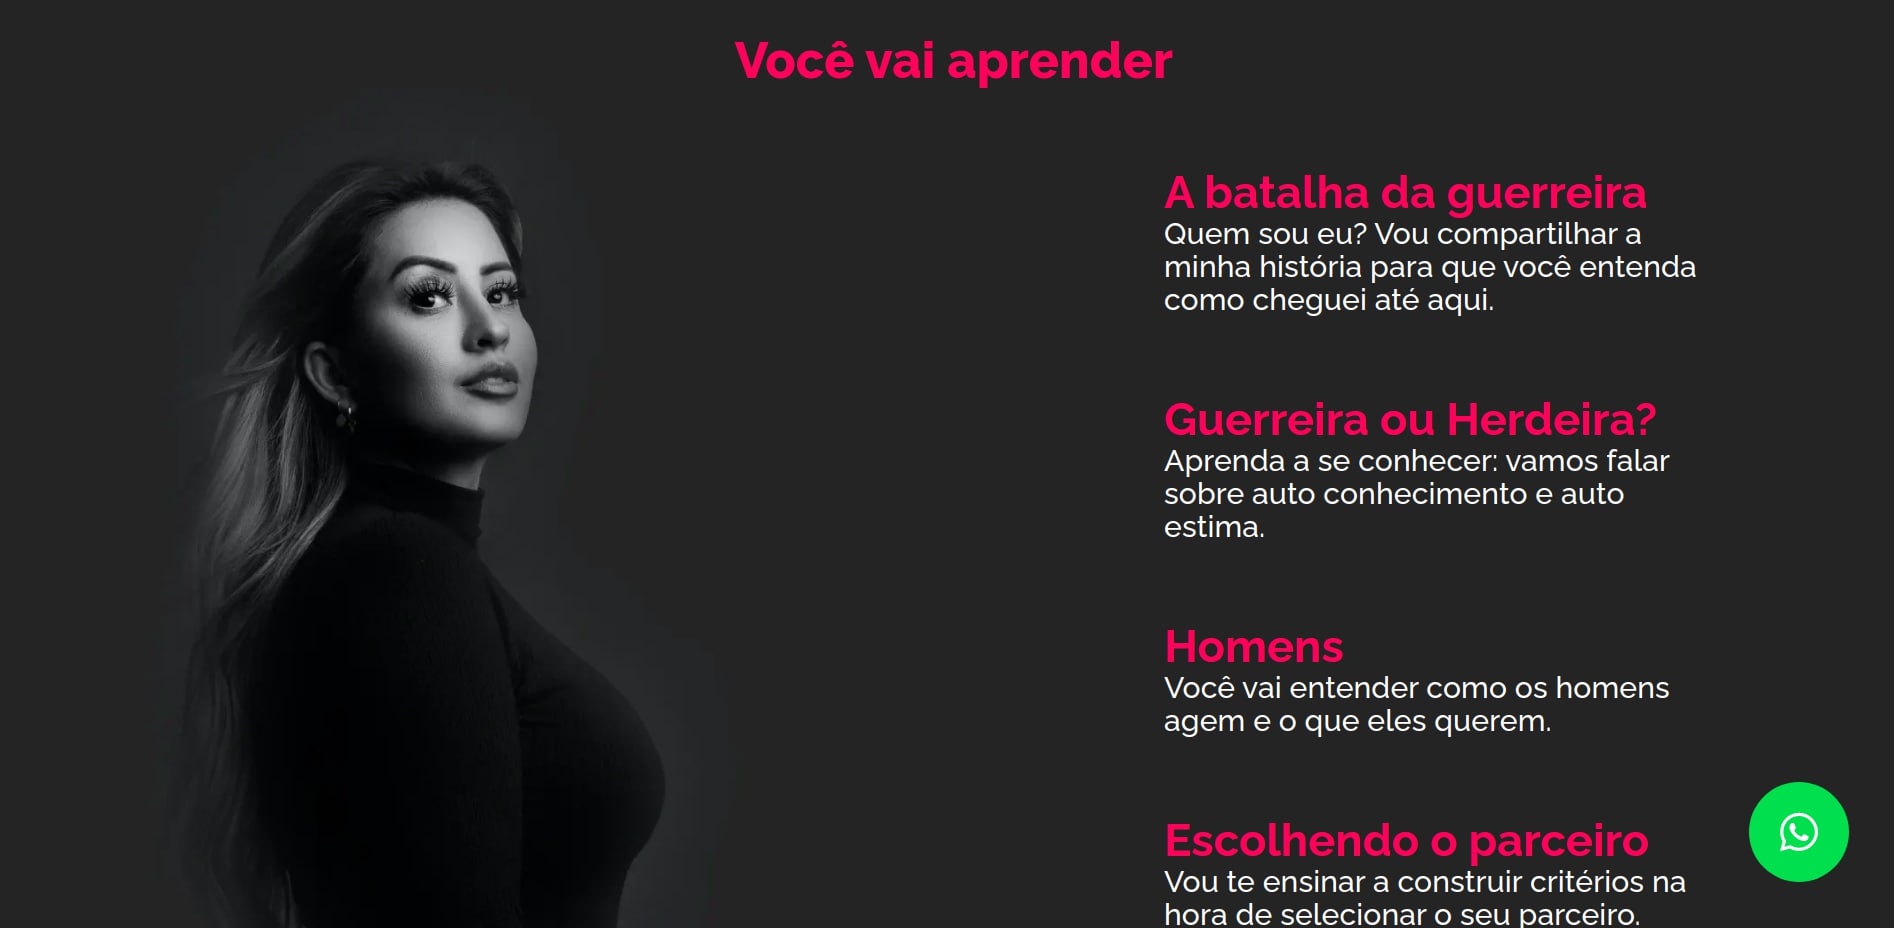 Você vai aprender
A batalha da guerreira
Quem sou eu? Vou compartilhar a
minha história para que você entenda
como cheguei até aqui.
Guerreira ou Herdeira?
Aprenda a se conhecer: vamos falar
sobre auto conhecimento e auto
estima.
Homens
Você vai entender como os homens
agem e o que eles querem.
Escolhendo o parceiro
Vou te ensinar a construir critérios na
hora de selecionar o seu parceiro.